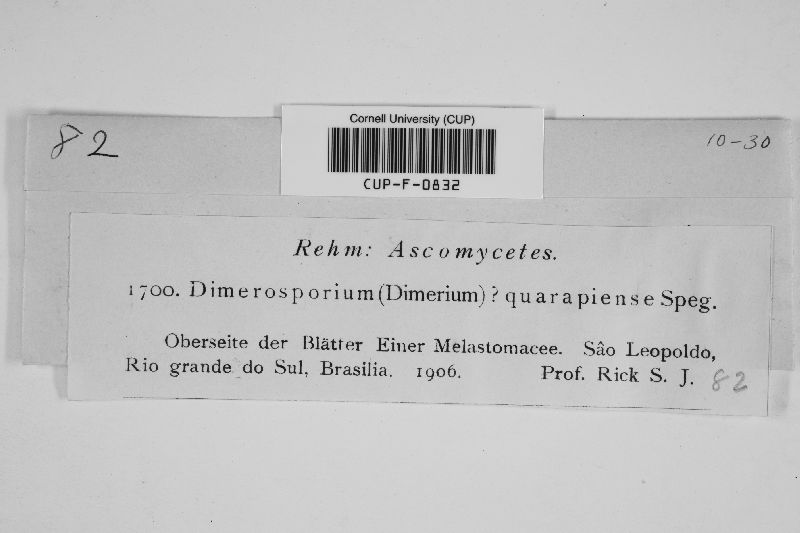 Cornell University (CUP)
CUP-F-0832
82
10-30
Rehm: Ascomycetes.
1700. Dimerosporium (Dimerium) ? quarapiense Speg.
Oberseite der Blätter Einer Melastomacee. Sâo Leopoldo,
Rio grande do Sul, Brasilia. 1906. Prof. Rick S. J. 82